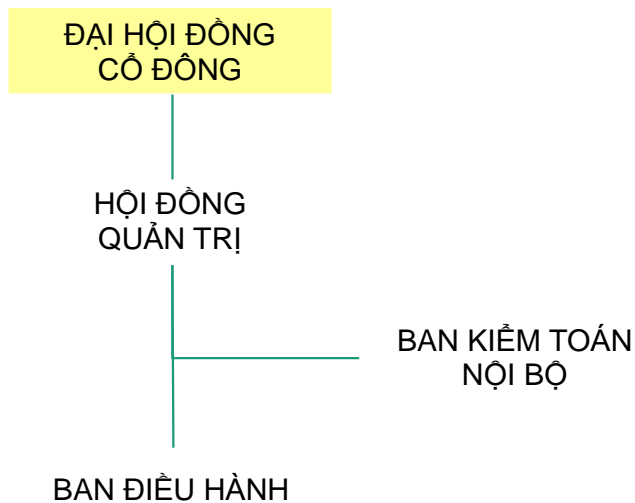 ĐẠI HỘI ĐỒNG
CỔ ĐÔNG
HỘI ĐỒNG
QUẢN TRỊ
BAN KIỂM TOÁN
NỘI BỘ
BAN ĐIỀU HÀNH